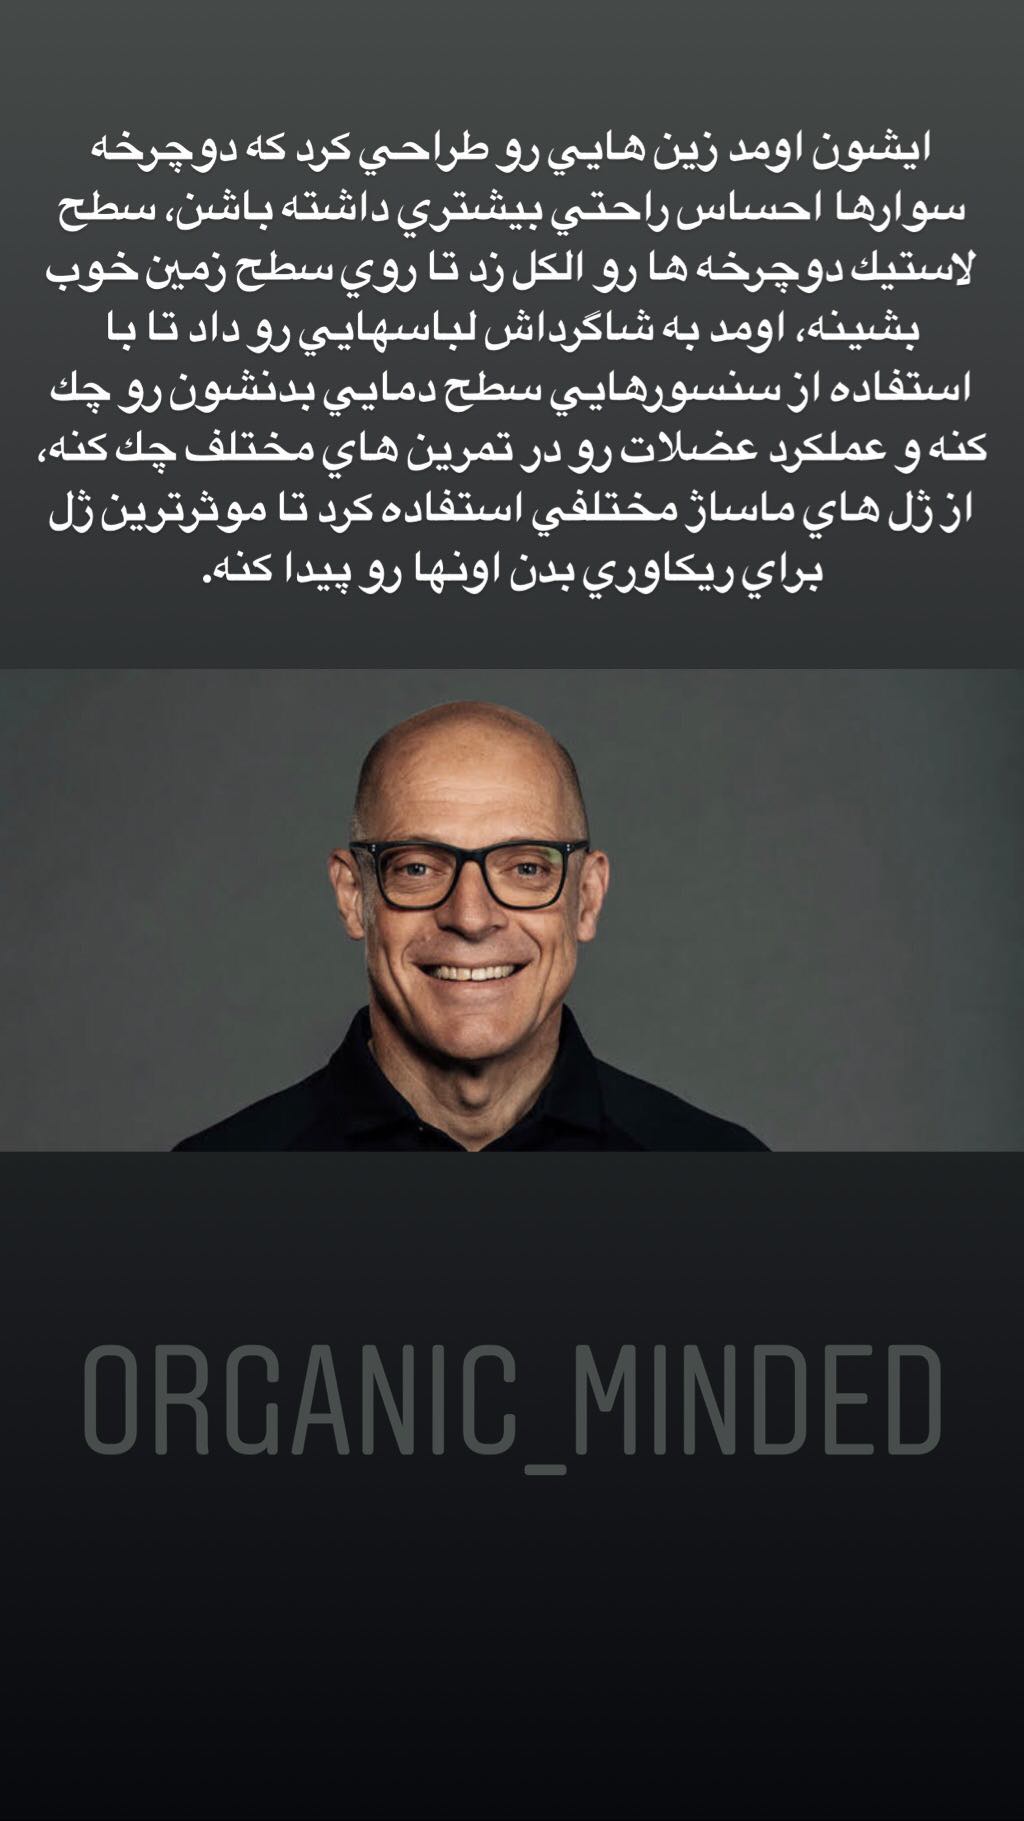 ايشون اومد زين هايي رو طراحي كرد كه دوچرخه
سوارها احساس راحتي بيشتري داشته باشن، سطح
لاستيك دوچرخه ها رو الكل زد تا روي سطح زمين خوب
بشينه، اومد به شاگرداش لباسهايي رو داد تا با
استفاده از سنسورهايي سطح دمايي بدنشون رو چك
كنه و عملكرد عضلات رو در تمرين هاي مختلف چك كنه،
از ژل هاي ماساژ مختلفي استفاده كرد تا موثرترين ژل
براي ريكاوري بدن اونها رو پيدا كنه.
ORGANIC_MINDED